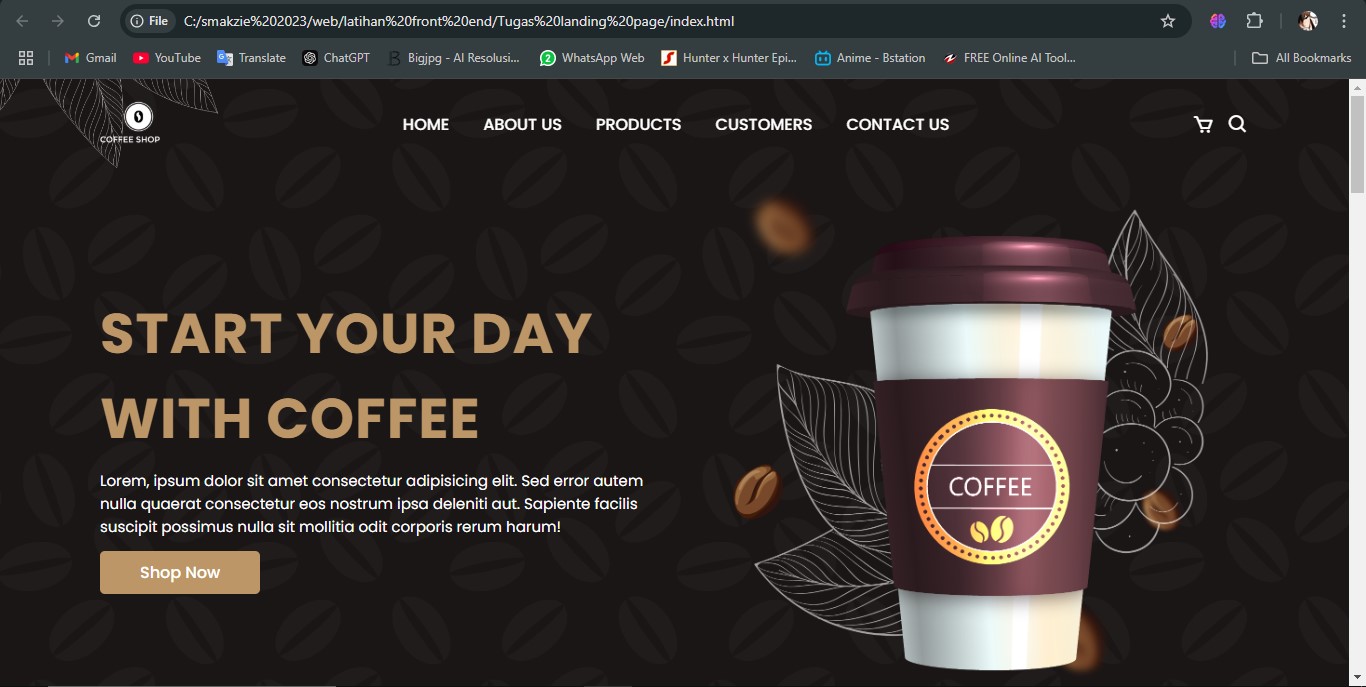 File C:/smakzie%202023/web/latihan%20front%20end/Tugas%20landing%20page/index.html
Gmail YouTube Translate ChatGPT Bigjpg - AI Resolusi... WhatsApp Web Hunter x Hunter Epi... Anime - Bstation FREE Online AI Tool... All Bookmarks
COFFEE SHOP
HOME ABOUT US PRODUCTS CUSTOMERS CONTACT US
START YOUR DAY
WITH COFFEE
Lorem, ipsum dolor sit amet consectetur adipisicing elit. Sed error autem
nulla quaerat consectetur eos nostrum ipsa deleniti aut. Sapiente facilis
suscipit possimus nulla sit mollitia odit corporis rerum harum!
Shop Now
COFFEE